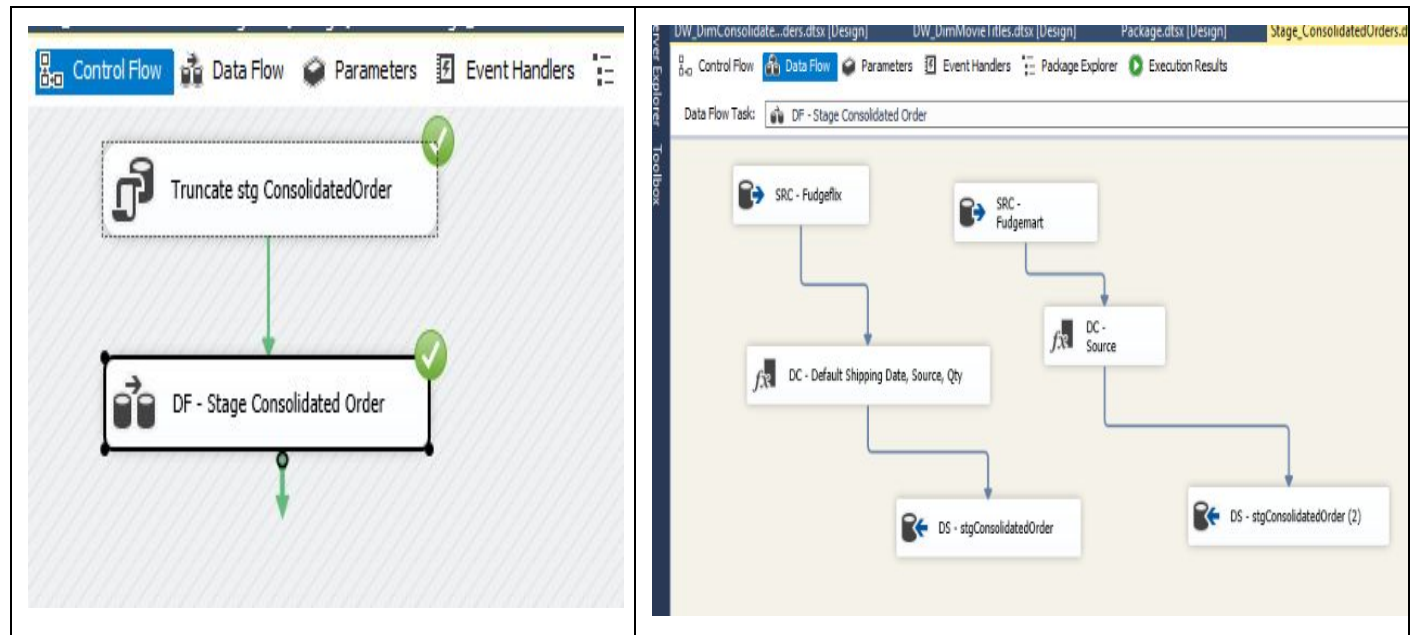 Control Flow Data Flow Parameters Event Handlers
Truncate stg ConsolidatedOrder
DF - Stage Consolidated Order
DW_DimConsolidate...ders.dtsx [Design] DW_DimMovieTitles.dtsx [Design] Package.dtsx [Design] Stage_ConsolidatedOrders.d
Control Flow Data Flow Parameters Event Handlers Package Explorer Execution Results
Data Flow Task: DF - Stage Consolidated Order
Explorer
Toolbox
SRC - Fudgeflix
SRC -
Fudgemart
DC -
Source
DC - Default Shipping Date, Source, Qty
DS - stgConsolidatedOrder
DS - stgConsolidatedOrder (2)